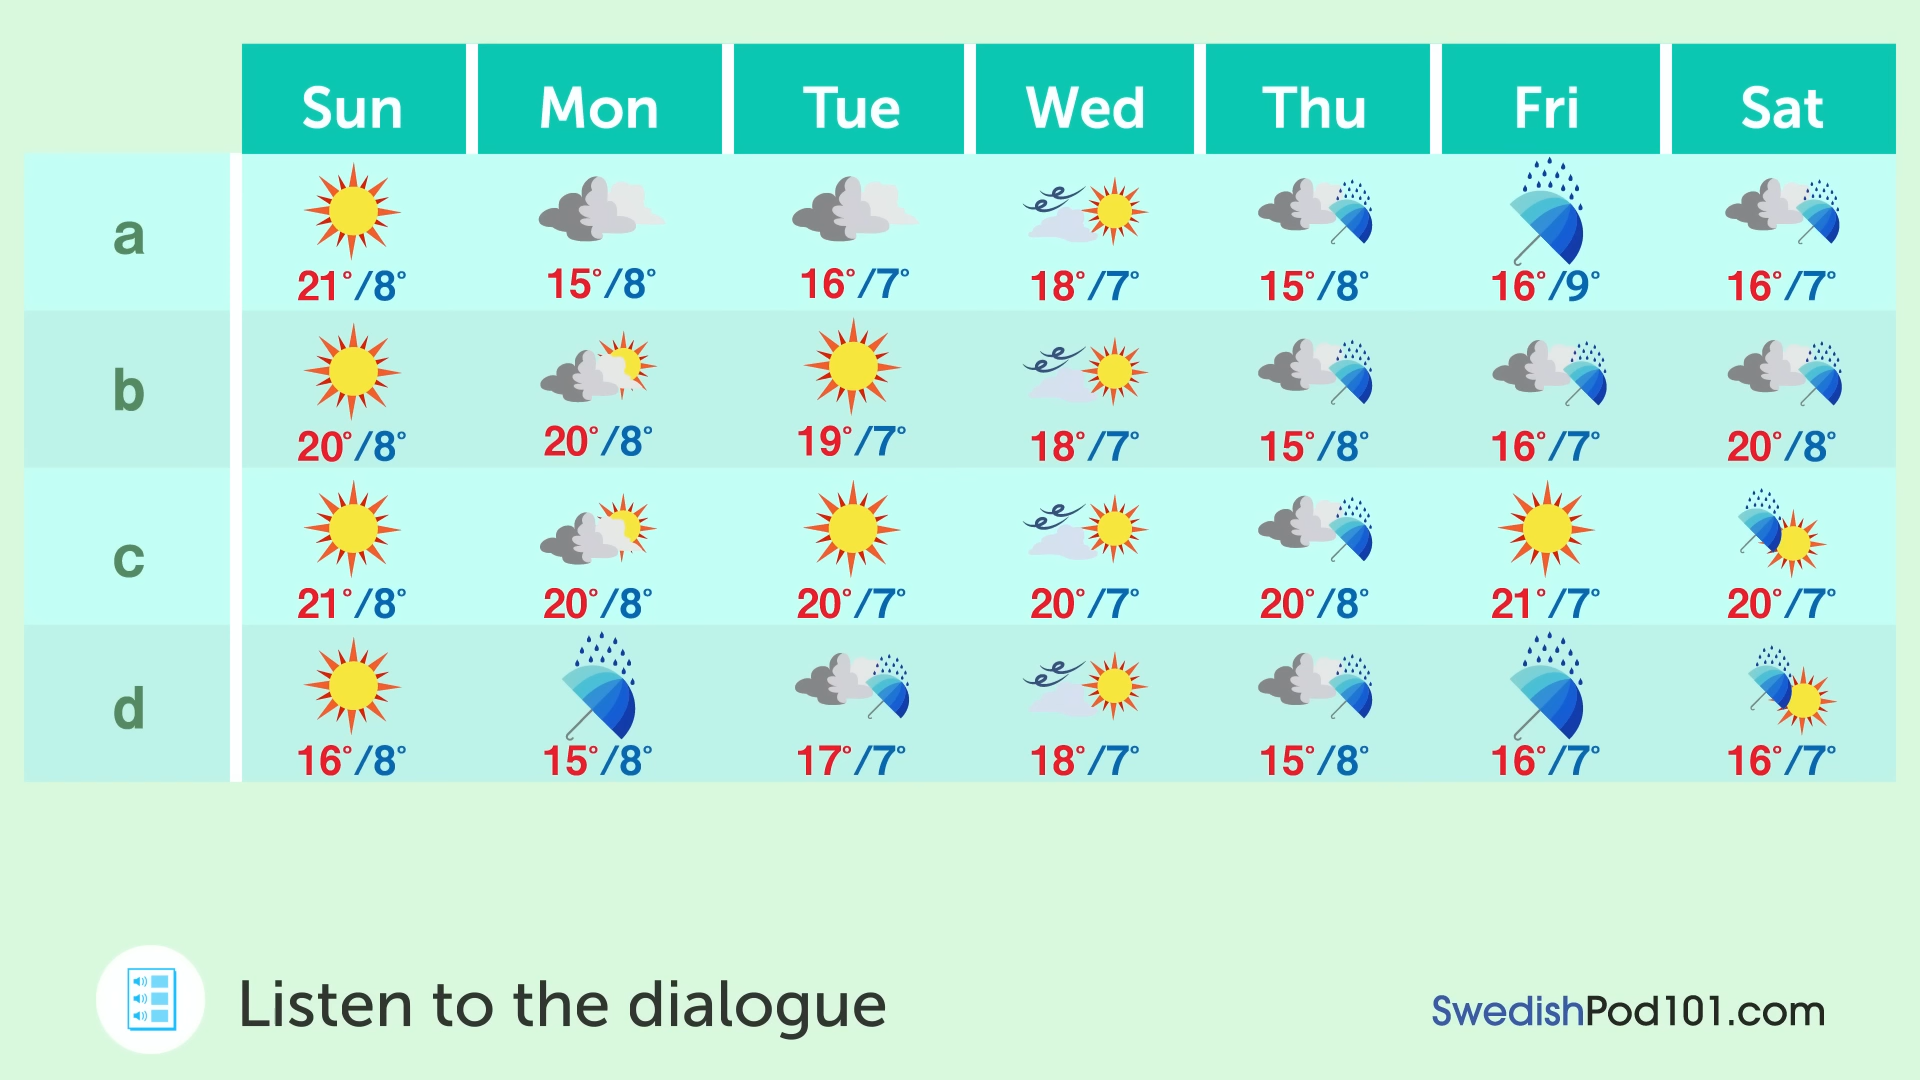 Sun Mon Tue Wed Thu Fri Sat
a
21°/8° 15°/8° 16°/7° 18°/7° 15°/8° 16°/9° 16°/7°
b
20°/8° 20°/8° 19°/7° 18°/7° 15°/8° 16°/7° 20°/8°
c
21°/8° 20°/8° 20°/7° 20°/7° 20°/8° 21°/7° 20°/7°
d
16°/8° 15°/8° 17°/7° 18°/7° 15°/8° 16°/7° 16°/7°
Listen to the dialogue
SwedishPod101.com